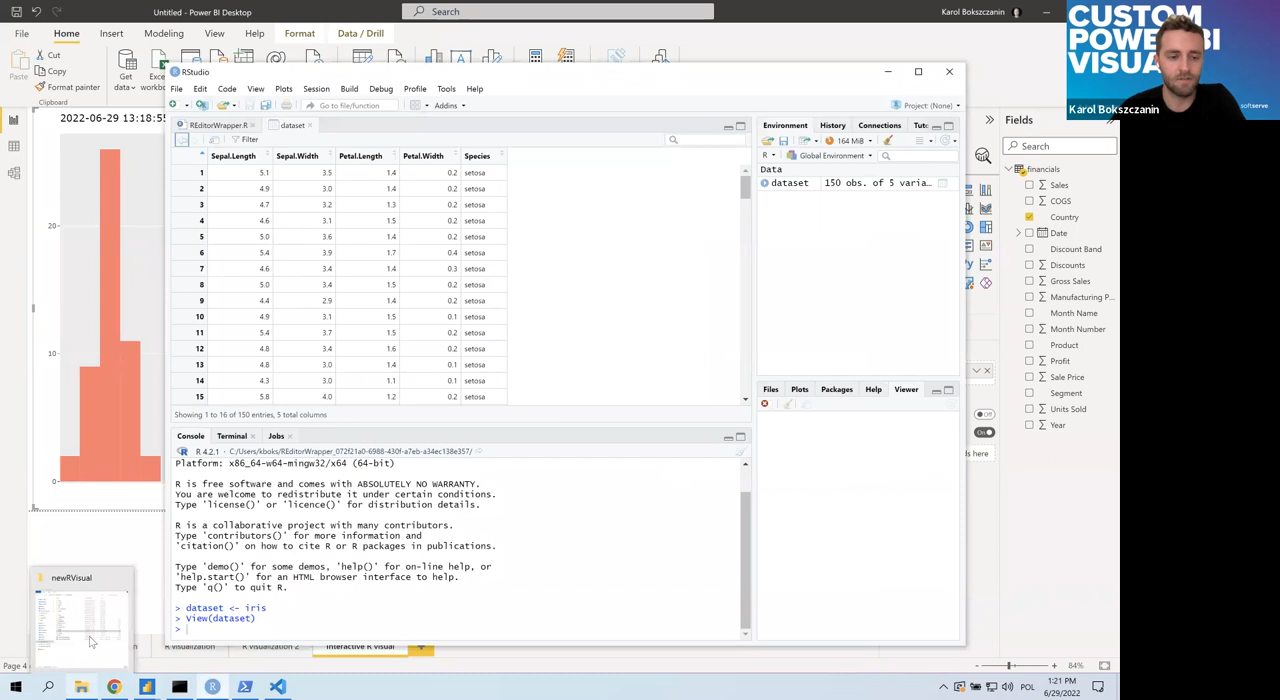 Untitled - Power BI Desktop
Search
Karol Bokszczanin
CUSTOM
POWER BI
VISUA
Karol Bokszczanin
softserve
File Home Insert Modeling View Help Format Data / Drill
Paste
Cut
Copy
Format painter
Clipboard
Get
data
Exce
workb
2022-06-29 13:18:55
20
10
0
RStudio
File Edit Code View Plots Session Build Debug Profile Tools Help
Go to file/function
Addins
Project: (None)
REditorWrapper.R
dataset
Filter
Sepal.Length Sepal.Width Petal.Length Petal.Width Species
1 5.1 3.5 1.4 0.2 setosa
2 4.9 3.0 1.4 0.2 setosa
3 4.7 3.2 1.3 0.2 setosa
4 4.6 3.1 1.5 0.2 setosa
5 5.0 3.6 1.4 0.2 setosa
6 5.4 3.9 1.7 0.4 setosa
7 4.6 3.4 1.4 0.3 setosa
8 5.0 3.4 1.5 0.2 setosa
9 4.4 2.9 1.4 0.2 setosa
10 4.9 3.1 1.5 0.1 setosa
11 5.4 3.7 1.5 0.2 setosa
12 4.8 3.4 1.6 0.2 setosa
13 4.8 3.0 1.4 0.1 setosa
14 4.3 3.0 1.1 0.1 setosa
15 5.8 4.0 1.2 0.2 setosa
Showing 1 to 16 of 150 entries, 5 total columns
Console Terminal Jobs
R 4.2.1 · C:/Users/kboks/REditorWrapper_072f21a0-6988-430f-a7eb-a34ec138e357/
Platform: x86_64-w64-mingw32/x64 (64-bit)
R is free software and comes with ABSOLUTELY NO WARRANTY.
You are welcome to redistribute it under certain conditions.
Type 'license()' or 'licence()' for distribution details.
R is a collaborative project with many contributors.
Type 'contributors()' for more information and
'citation()' on how to cite R or R packages in publications.
Type 'demo()' for some demos, 'help()' for on-line help, or
'help.start()' for an HTML browser interface to help.
Type 'q()' to quit R.
> dataset <- iris
> View(dataset)
>
Environment History Connections Tut
164 MiB
R Global Environment
Data
dataset 150 obs. of 5 varia…
Files Plots Packages Help Viewer
Off
On
ds here
Fields
Search
financials
Sales
COGS
Country
Date
Discount Band
Discounts
Gross Sales
Manufacturing P...
Month Name
Month Number
Product
Profit
Sale Price
Segment
Units Sold
Year
newRVisual
R visualization
R visualization 2
Interactive R visual
Page 4
84%
POL
1:21 PM
6/29/2022